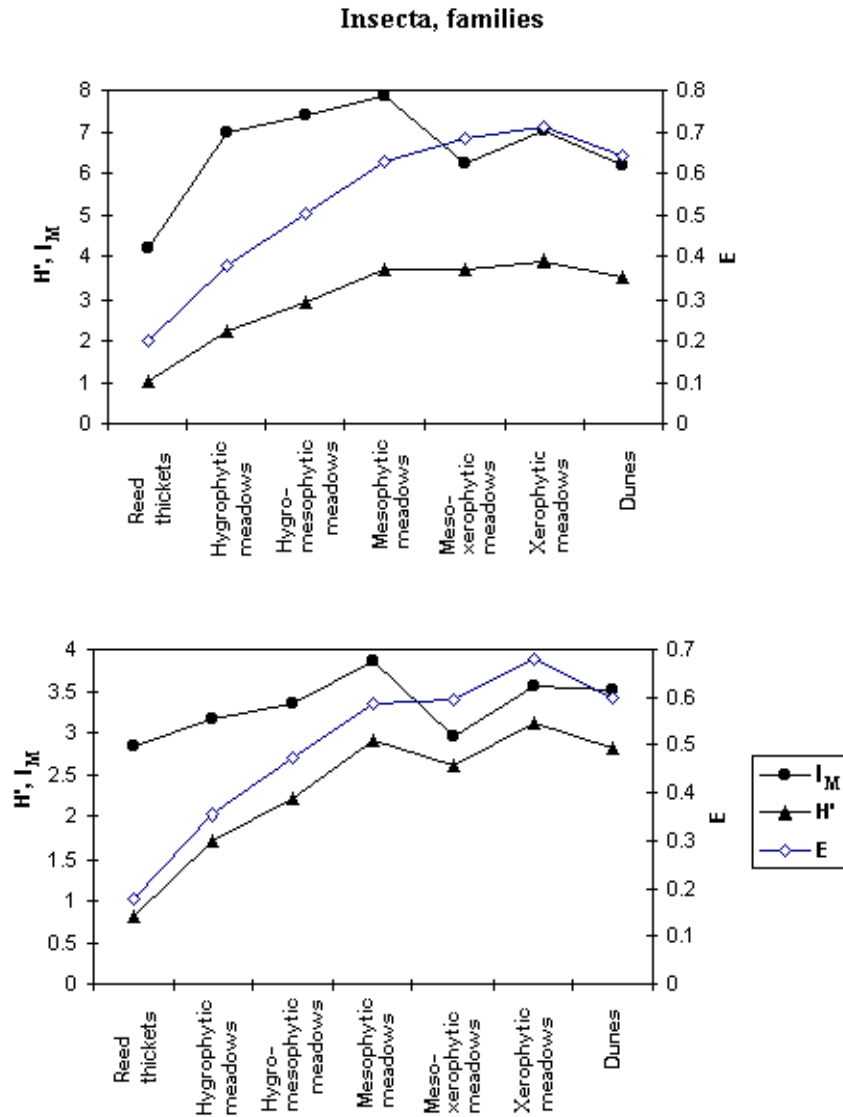 Insecta, families
8
7
6
5
4
3
2
1
0
H', I_M
0.8
0.7
0.6
0.5
0.4
0.3
0.2
0.1
0
E
Reed
thickets
Hygrophytic
meadows
Hygro-
mesophytic
meadows
Mesophytic
meadows
Meso-
xerophytic
meadows
Xerophytic
meadows
Dunes
4
3.5
3
2.5
2
1.5
1
0.5
0
H', I_M
0.7
0.6
0.5
0.4
0.3
0.2
0.1
0
E
Reed
thickets
Hygrophytic
meadows
Hygro-
mesophytic
meadows
Mesophytic
meadows
Meso-
xerophytic
meadows
Xerophytic
meadows
Dunes
I_M
H'
E